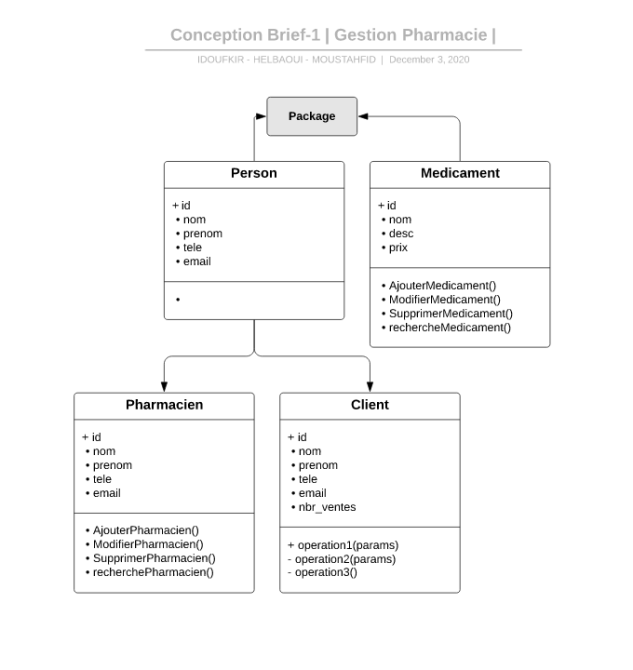 Conception Brief-1 | Gestion Pharmacie |
IDOUFKIR - HELBAOUI - MOUSTAHFID | December 3, 2020
Package
Person
+ id
• nom
• prenom
• tele
• email
•
Medicament
+ id
• nom
• desc
• prix
• AjouterMedicament()
• ModifierMedicament()
• SupprimerMedicament()
• rechercheMedicament()
Pharmacien
+ id
• nom
• prenom
• tele
• email
• AjouterPharmacien()
• ModifierPharmacien()
• SupprimerPharmacien()
• recherchePharmacien()
Client
+ id
• nom
• prenom
• tele
• email
• nbr_ventes
+ operation1(params)
- operation2(params)
- operation3()